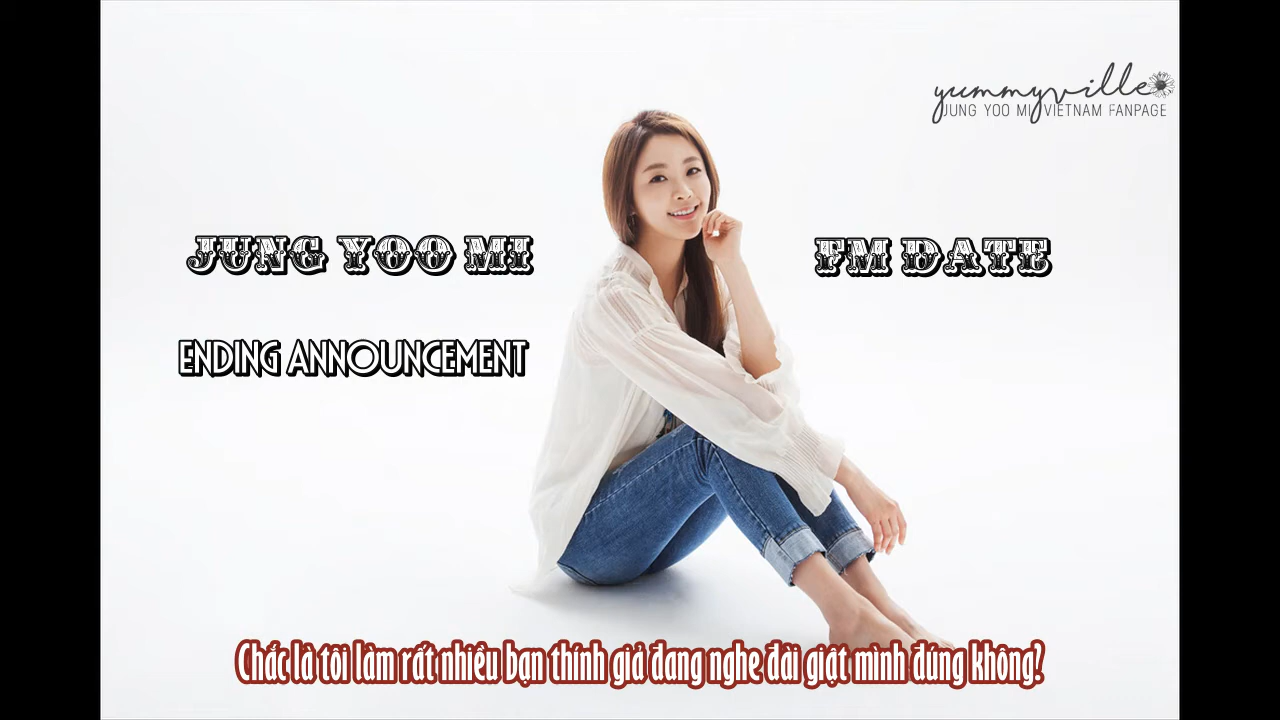 yummyville
JUNG YOO MI VIETNAM FANPAGE
JUNG YOO MI
FM DATE
ENDING ANNOUNCEMENT
Chắc là tôi làm rất nhiều bạn thính giả đang nghe đài giật mình đúng không?